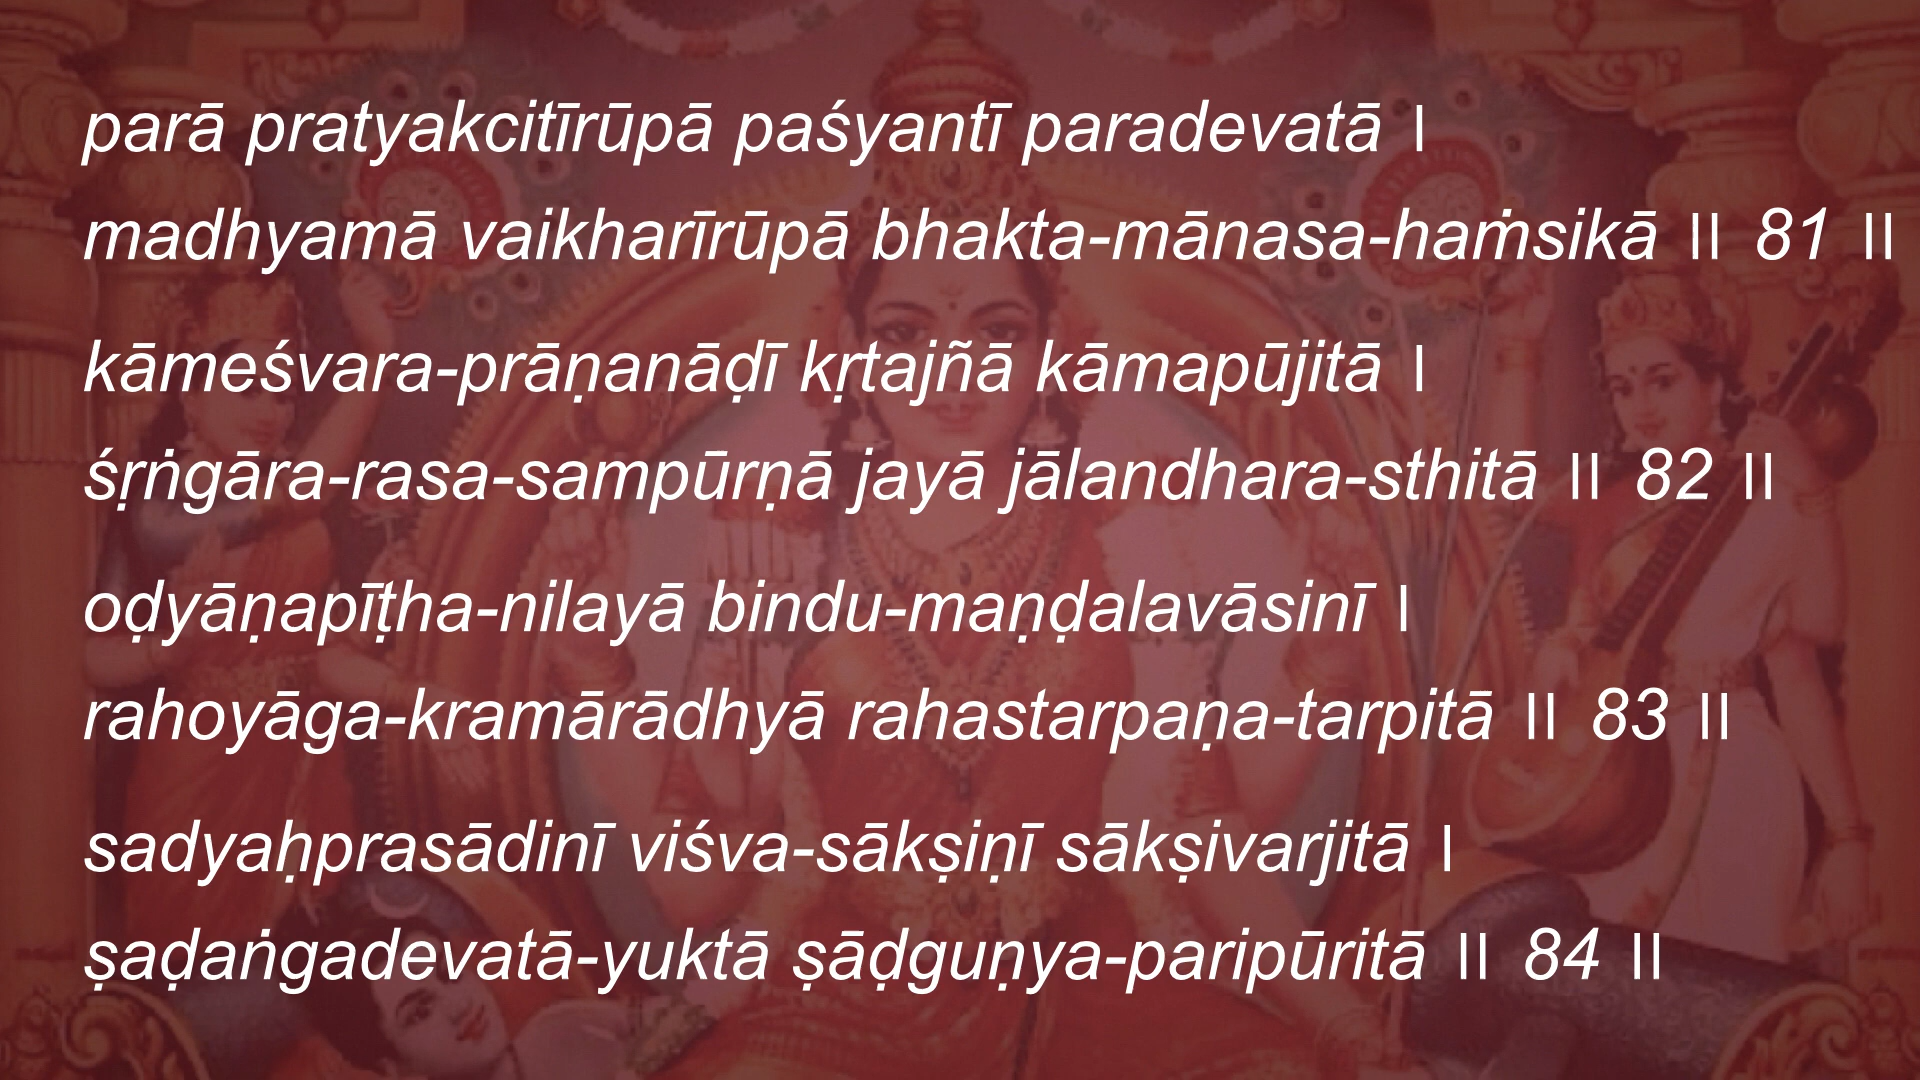 parā pratyakcitīrūpā paśyantī paradevatā ।
madhyamā vaikharīrūpā bhakta-mānasa-haṁsikā ॥ 81 ॥
kāmeśvara-prāṇanāḍī kṛtajñā kāmapūjitā ।
śṛṅgāra-rasa-sampūrṇā jayā jālandhara-sthitā ॥ 82 ॥
oḍyāṇapīṭha-nilayā bindu-maṇḍalavāsinī ।
rahoyāga-kramārādhyā rahastarpaṇa-tarpitā ॥ 83 ॥
sadyaḥprasādinī viśva-sākṣiṇī sākṣivarjitā ।
ṣaḍaṅgadevatā-yuktā ṣāḍguṇya-paripūritā ॥ 84 ॥